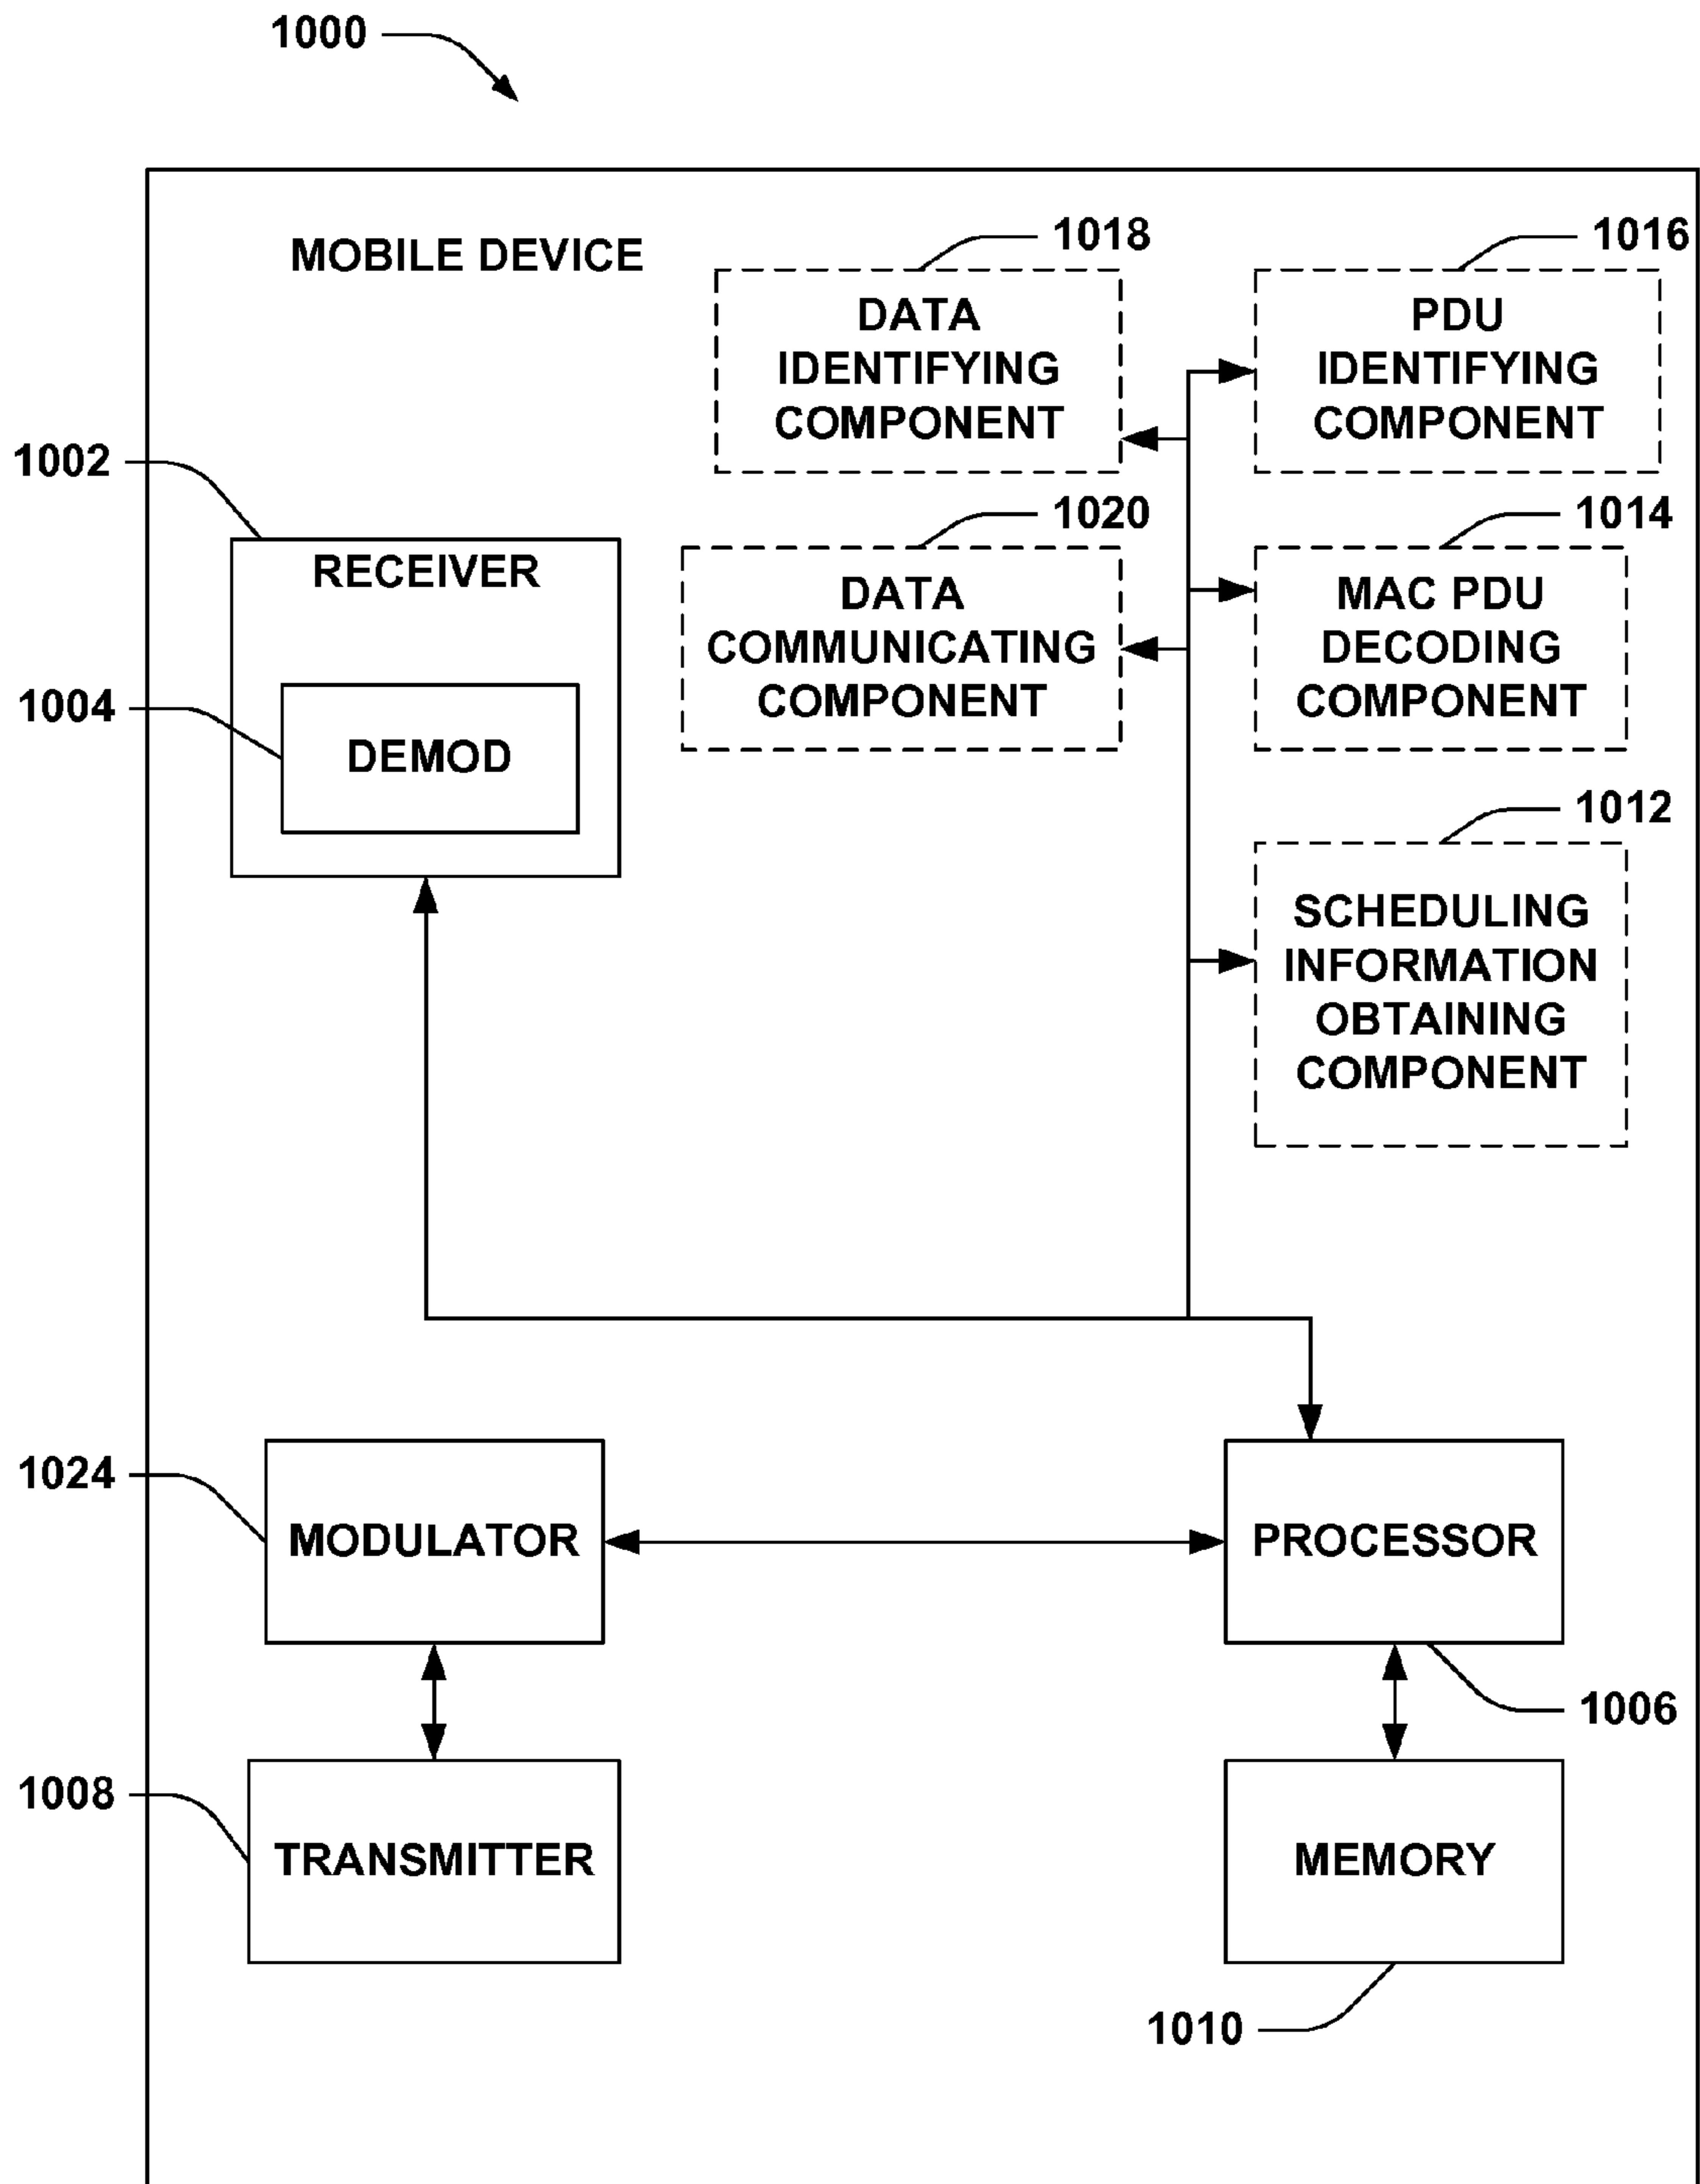 1000
MOBILE DEVICE
1018
DATA
IDENTIFYING
COMPONENT
1016
PDU
IDENTIFYING
COMPONENT
1002
RECEIVER
1004
DEMOD
1020
DATA
COMMUNICATING
COMPONENT
1014
MAC PDU
DECODING
COMPONENT
1012
SCHEDULING
INFORMATION
OBTAINING
COMPONENT
1024
MODULATOR
PROCESSOR
1006
1008
TRANSMITTER
MEMORY
1010